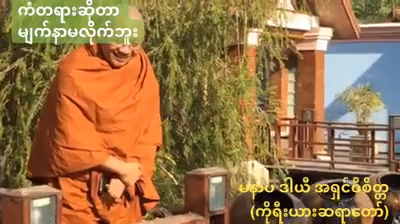 ကံတရားဆိုတာ
မျက်နှာမလိုက်ဘူး
မနာပ ဒါယီ အရှင်ဝိစိတ္တ
(ကိုရီးယားဆရာတော်)